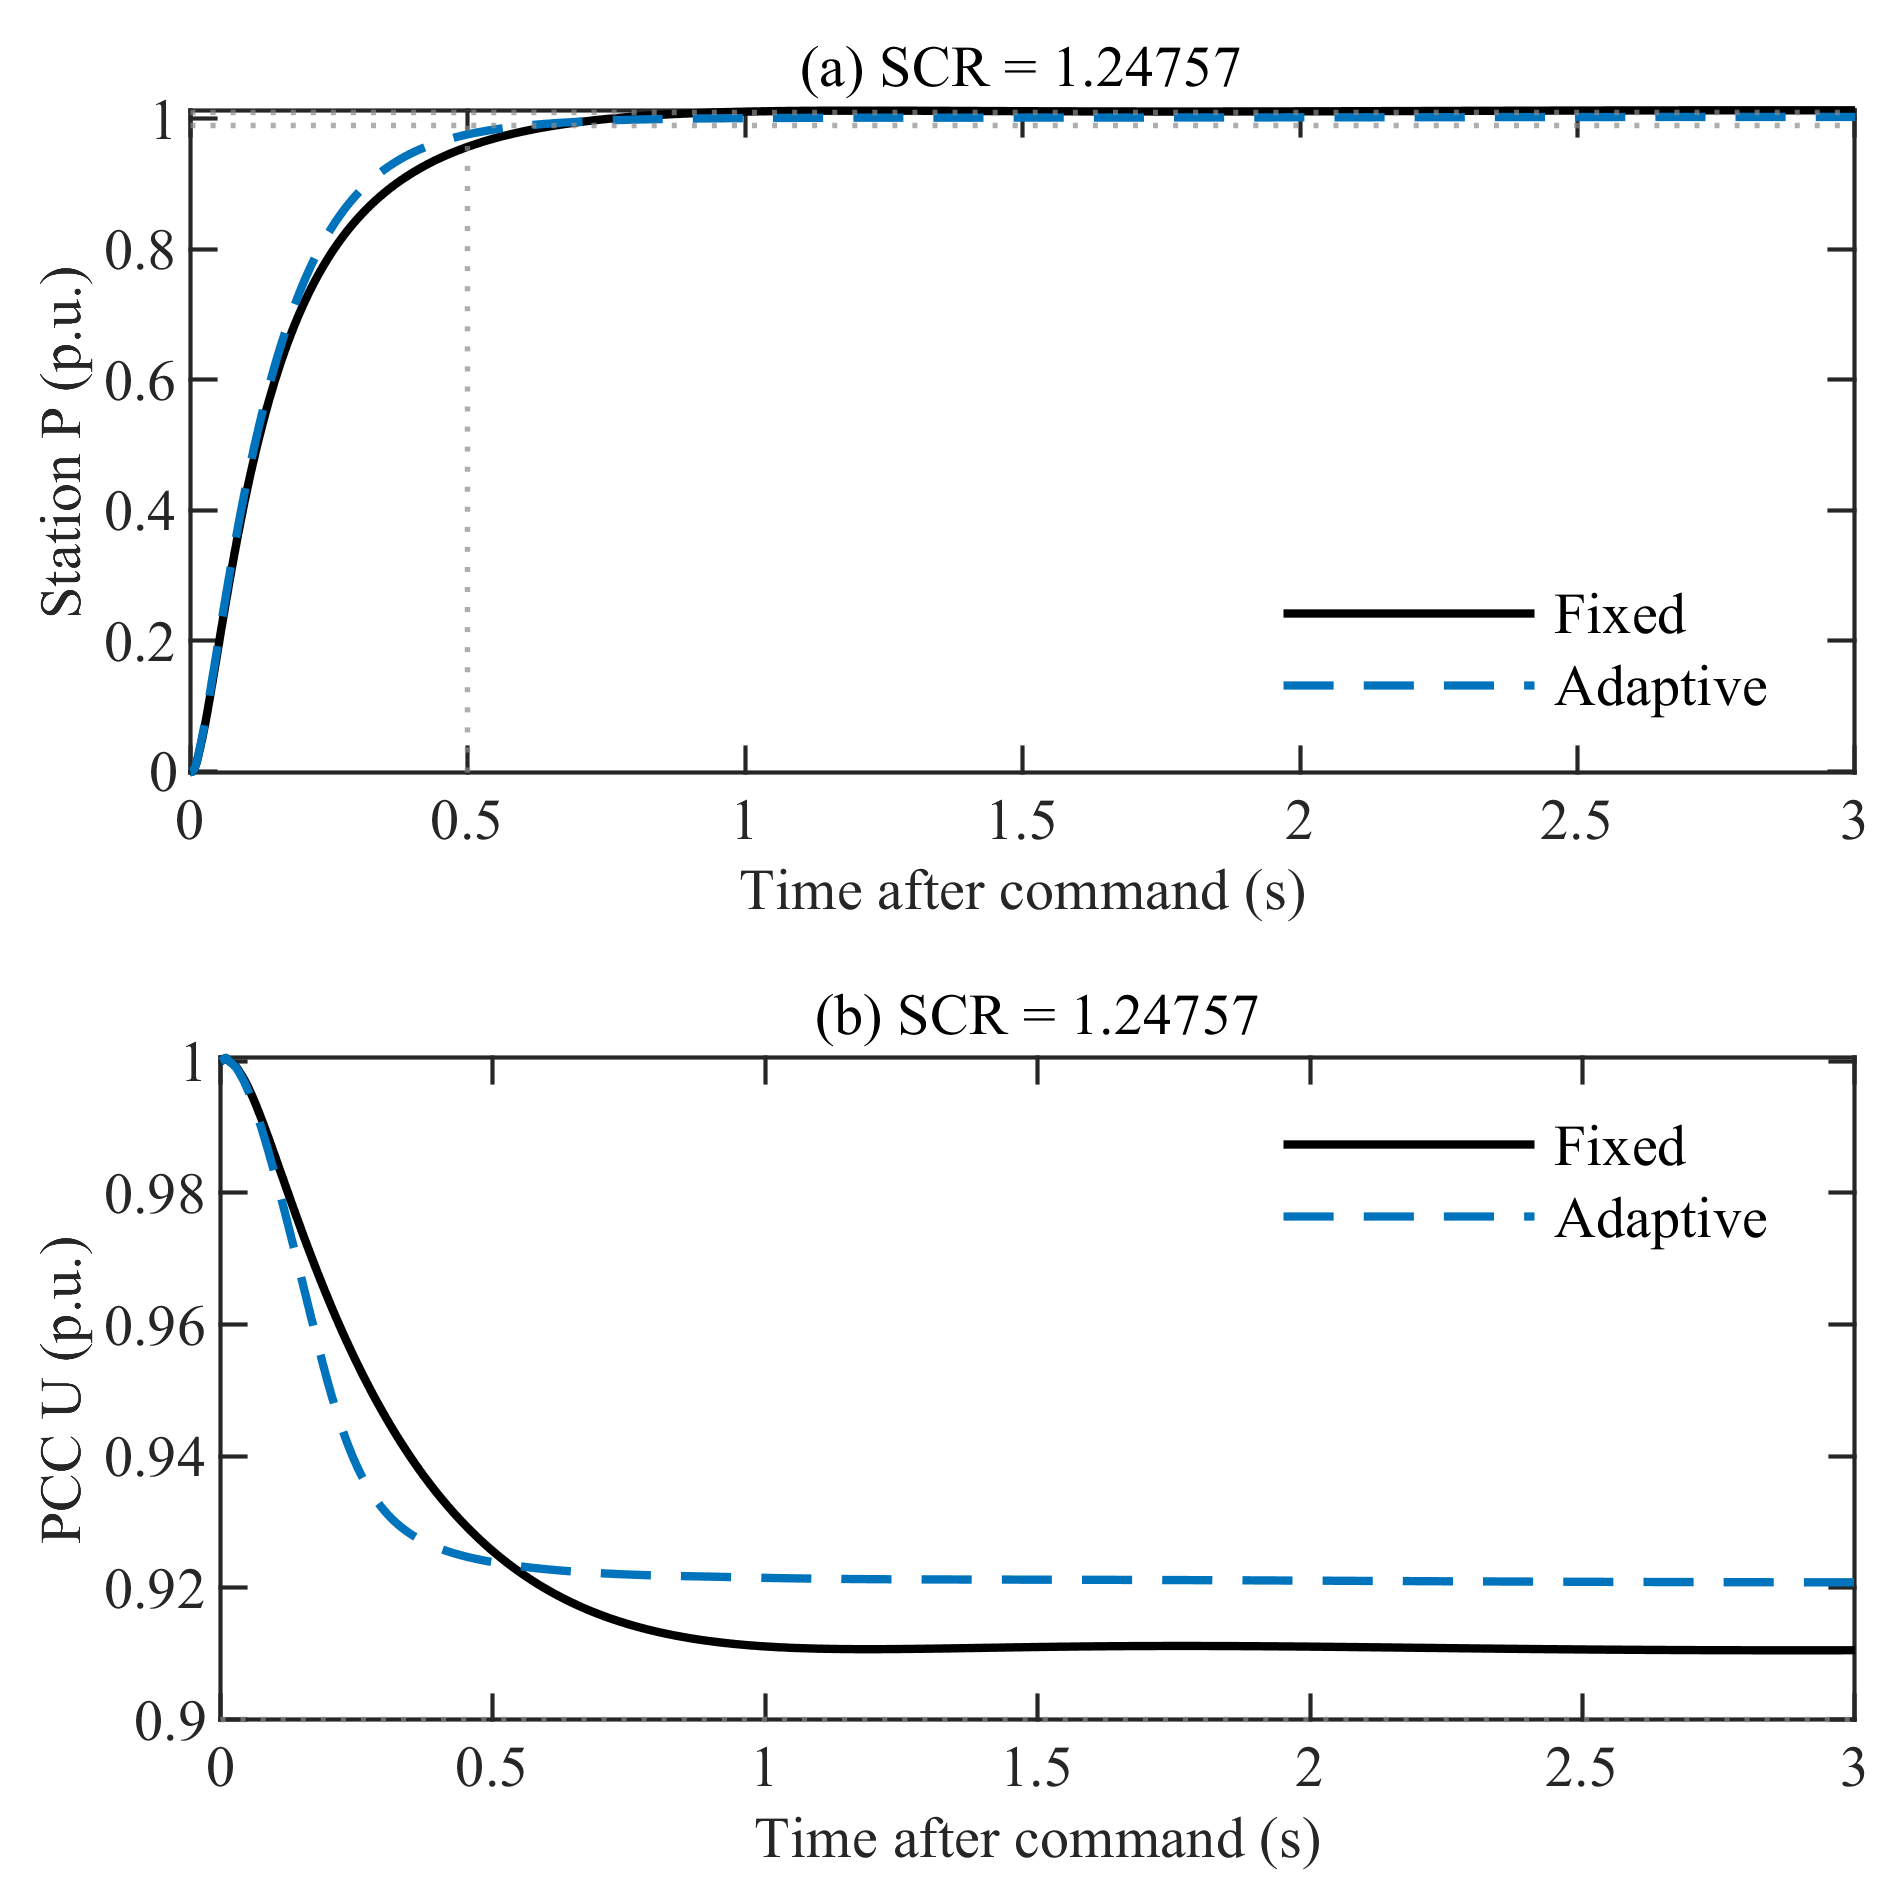 (a) SCR = 1.24757
Station P (p.u.)
1
0.8
0.6
0.4
0.2
0
Fixed
Adaptive
0 0.5 1 1.5 2 2.5 3
Time after command (s)
(b) SCR = 1.24757
PCC U (p.u.)
1
0.98
0.96
0.94
0.92
0.9
Fixed
Adaptive
0 0.5 1 1.5 2 2.5 3
Time after command (s)